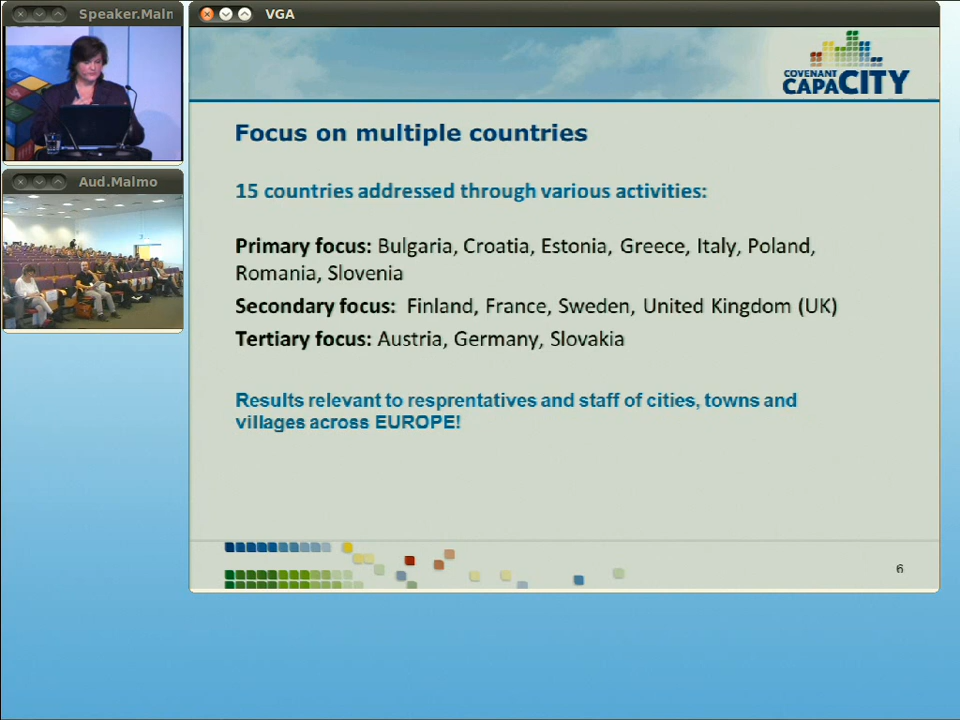 Speaker.Malm
VGA
COVENANT
CAPACITY
Focus on multiple countries
15 countries addressed through various activities:
Primary focus: Bulgaria, Croatia, Estonia, Greece, Italy, Poland,
Romania, Slovenia
Secondary focus: Finland, France, Sweden, United Kingdom (UK)
Tertiary focus: Austria, Germany, Slovakia
Results relevant to resprentatives and staff of cities, towns and
villages across EUROPE!
6
Aud.Malmo